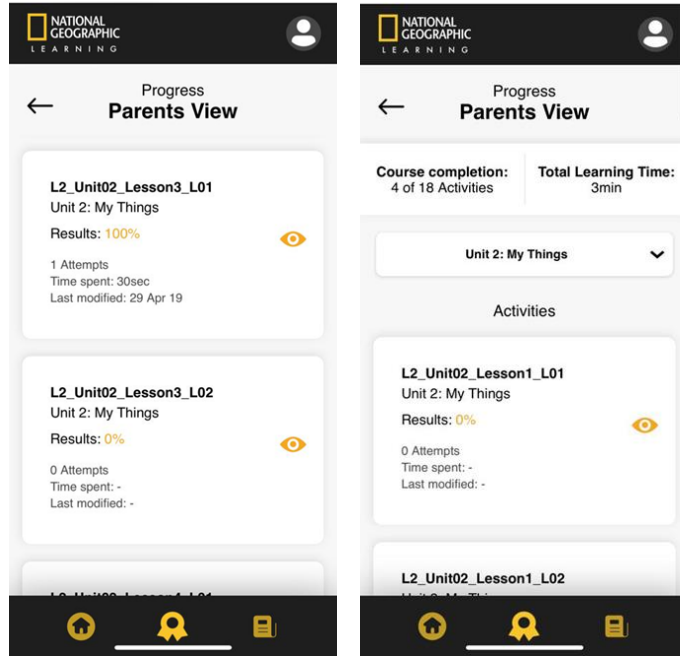 NATIONAL
GEOGRAPHIC
LEARNING
Progress
Parents View
L2_Unit02_Lesson3_L01
Unit 2: My Things
Results: 100%
1 Attempts
Time spent: 30sec
Last modified: 29 Apr 19
L2_Unit02_Lesson3_L02
Unit 2: My Things
Results: 0%
0 Attempts
Time spent: -
Last modified: -
NATIONAL
GEOGRAPHIC
LEARNING
Progress
Parents View
Course completion:
4 of 18 Activities
Total Learning Time:
3min
Unit 2: My Things
Activities
L2_Unit02_Lesson1_L01
Unit 2: My Things
Results: 0%
0 Attempts
Time spent: -
Last modified: -
L2_Unit02_Lesson1_L02